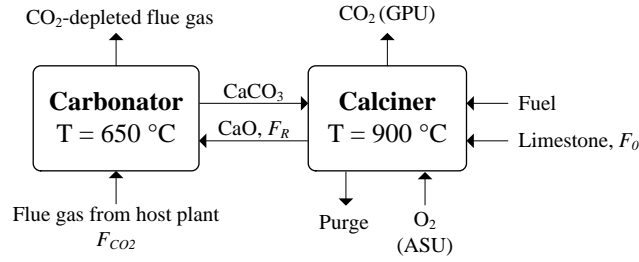 CO₂-depleted flue gas
CO₂ (GPU)
Carbonator
T = 650 °C
CaCO₃
CaO, F_R
Calciner
T = 900 °C
Fuel
Limestone, F₀
Flue gas from host plant
F_CO2
Purge
O₂
(ASU)